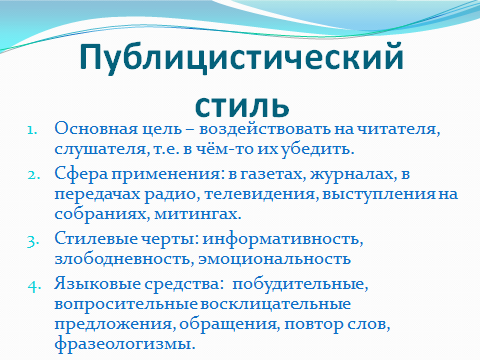 Публицистический
стиль
1. Основная цель – воздействовать на читателя,
слушателя, т.е. в чём-то их убедить.
2. Сфера применения: в газетах, журналах, в
передачах радио, телевидения, выступления на
собраниях, митингах.
3. Стилевые черты: информативность,
злободневность, эмоциональность
4. Языковые средства: побудительные,
вопросительные восклицательные
предложения, обращения, повтор слов,
фразеологизмы.